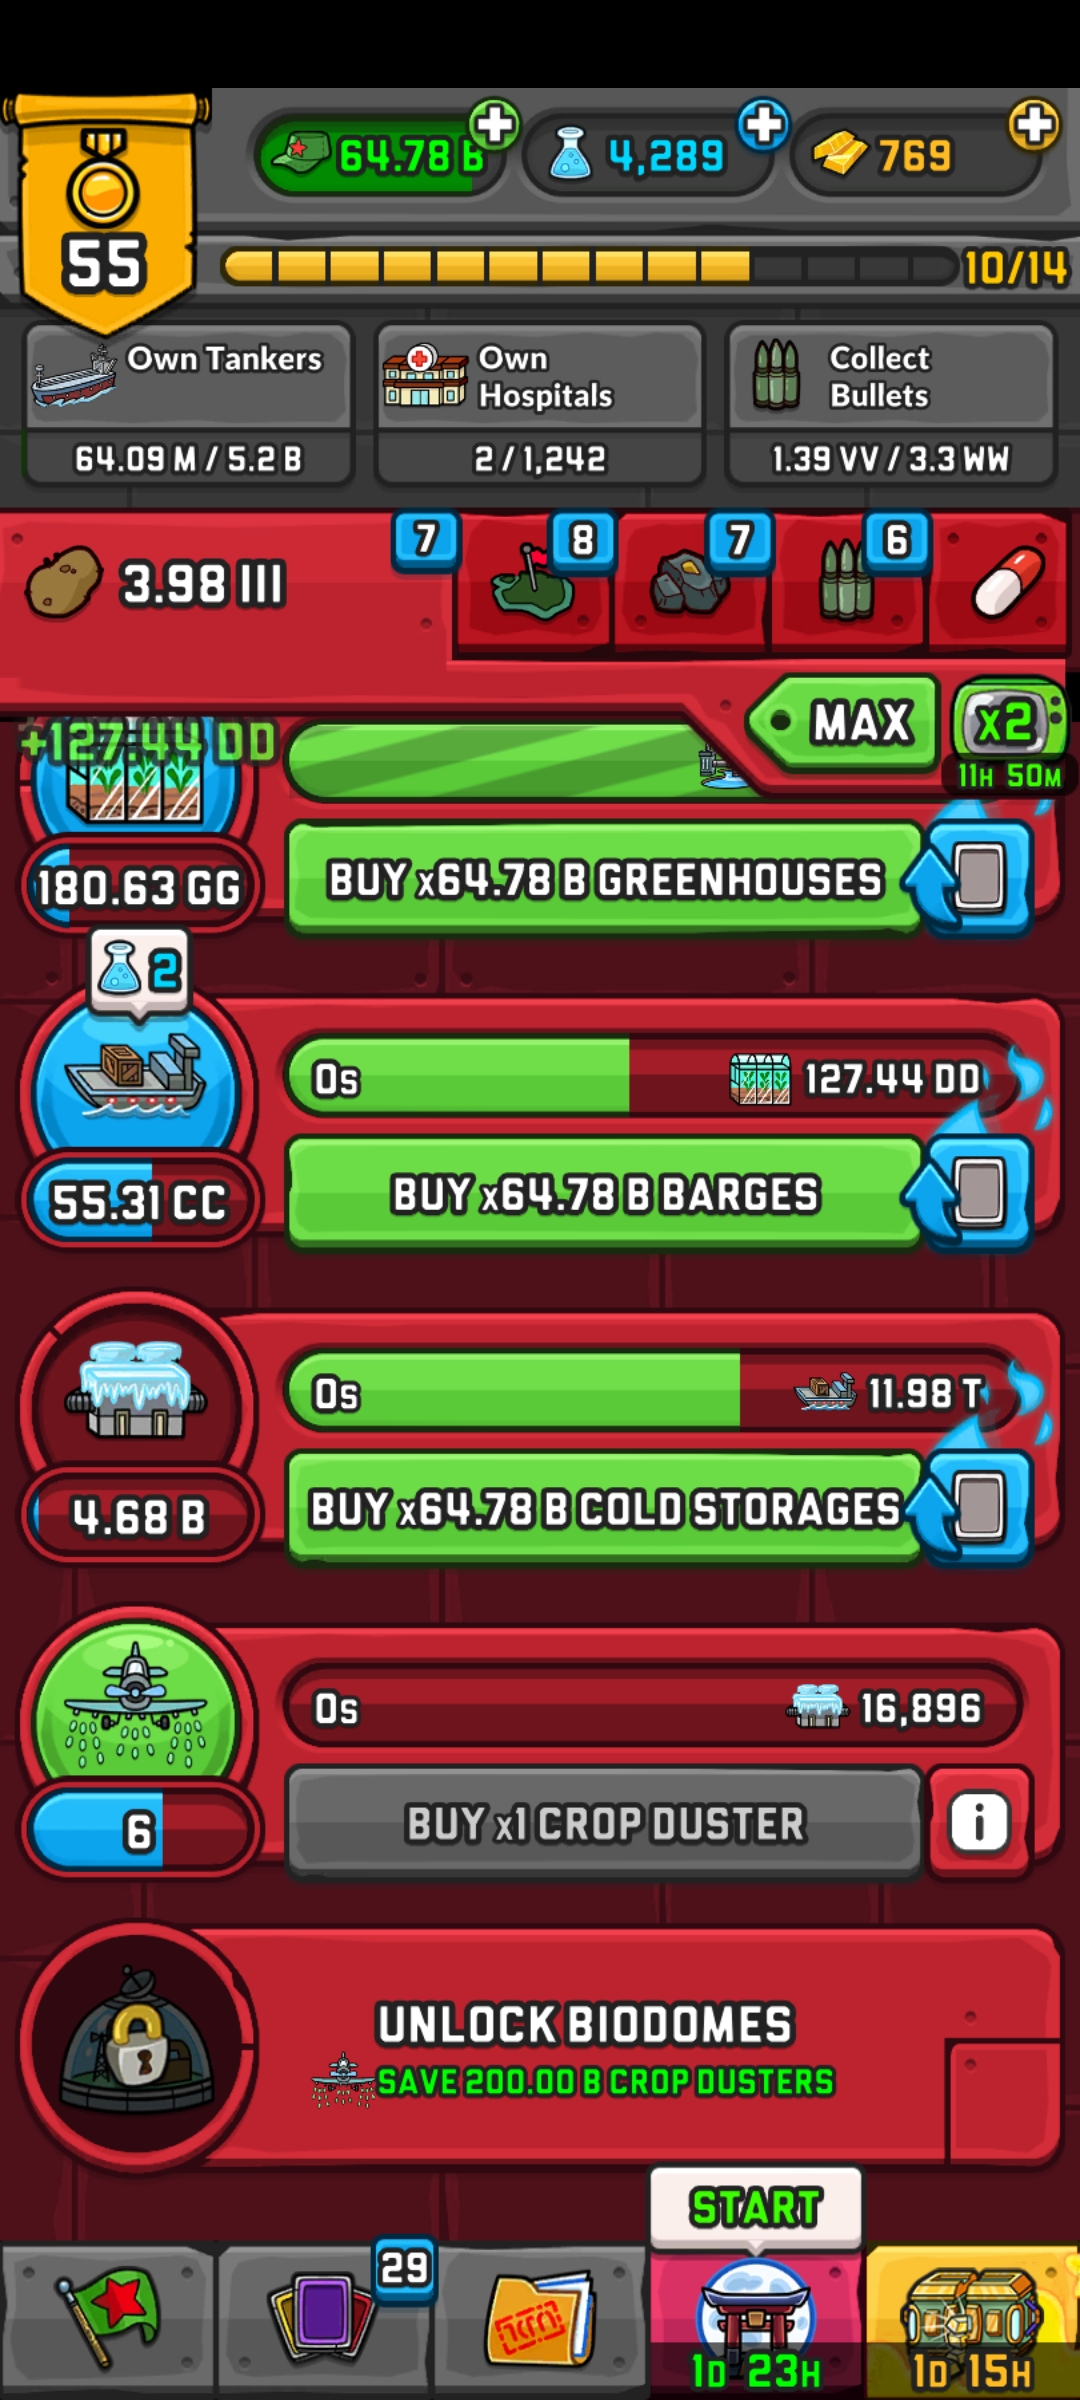 64.78 B
4,289
769
55
10/14
Own Tankers
64.09 M / 5.2 B
Own
Hospitals
2 / 1,242
Collect
Bullets
1.39 VV / 3.3 WW
3.98 III
7
8
7
6
MAX
x2
11H 50M
+127.44 DD
180.63 GG
BUY x64.78 B GREENHOUSES
2
0s
127.44 DD
55.31 CC
BUY x64.78 B BARGES
0s
11.98 T
4.68 B
BUY x64.78 B COLD STORAGES
0s
16,896
6
BUY x1 CROP DUSTER
i
UNLOCK BIODOMES
SAVE 200.00 B CROP DUSTERS
START
29
1D 23H
1D 15H